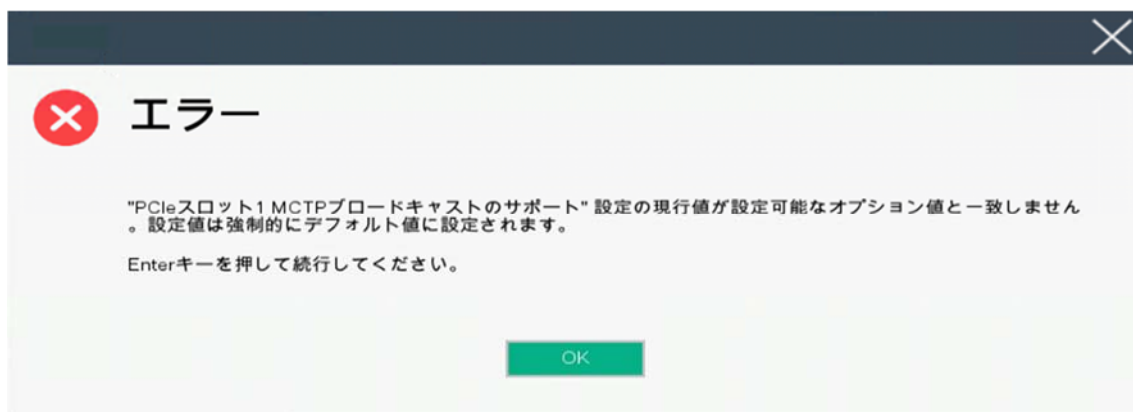 エラー
"PCIeスロット1 MCTPブロードキャストのサポート" 設定の現行値が設定可能なオプション値と一致しません
。設定値は強制的にデフォルト値に設定されます。
Enterキーを押して続行してください。
OK